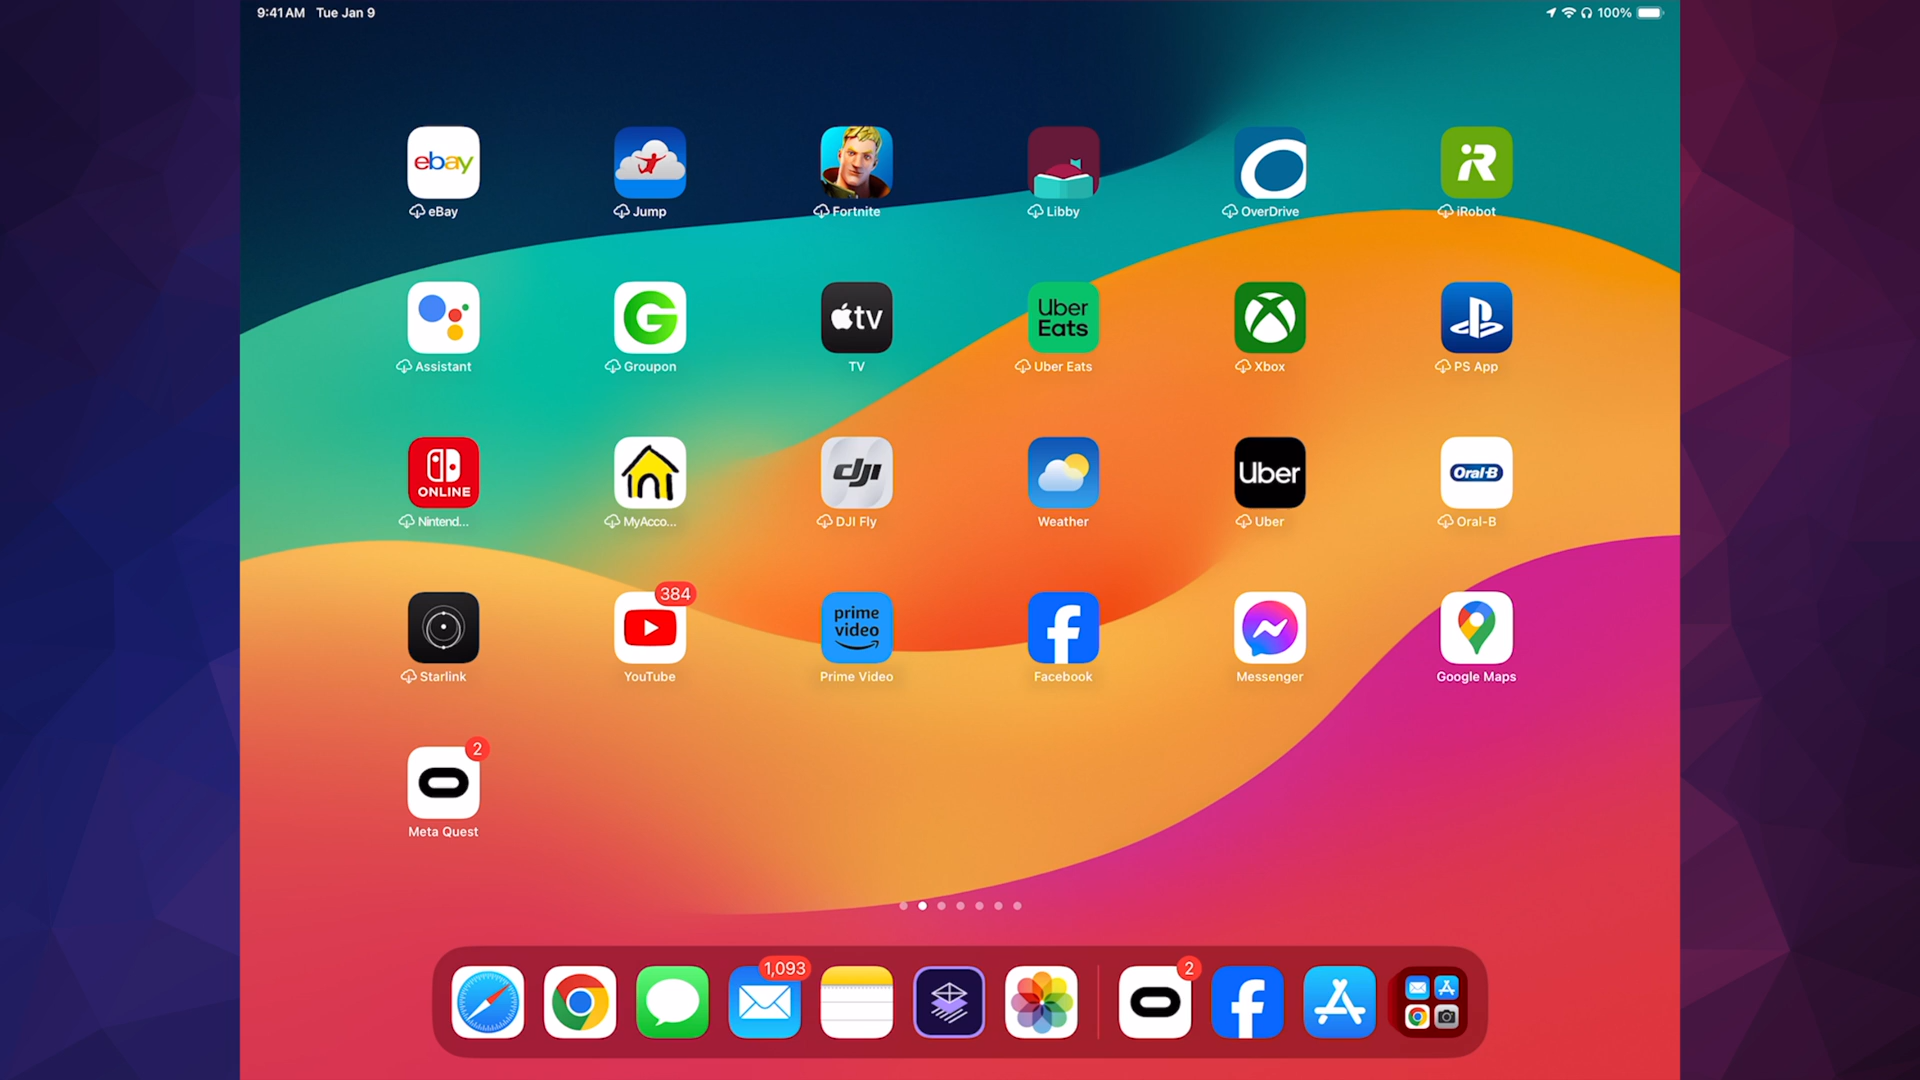 9:41 AM Tue Jan 9
100%
ebay
eBay
Jump
Fortnite
Libby
OverDrive
R
iRobot
Assistant
G
Groupon
tv
TV
Uber
Eats
Uber Eats
Xbox
PS App
ONLINE
Nintend...
MyAcco...
dji
DJI Fly
Weather
Uber
Uber
Oral-B
Oral-B
Starlink
384
YouTube
prime
video
Prime Video
f
Facebook
Messenger
Google Maps
2
Meta Quest
1,093
2
f